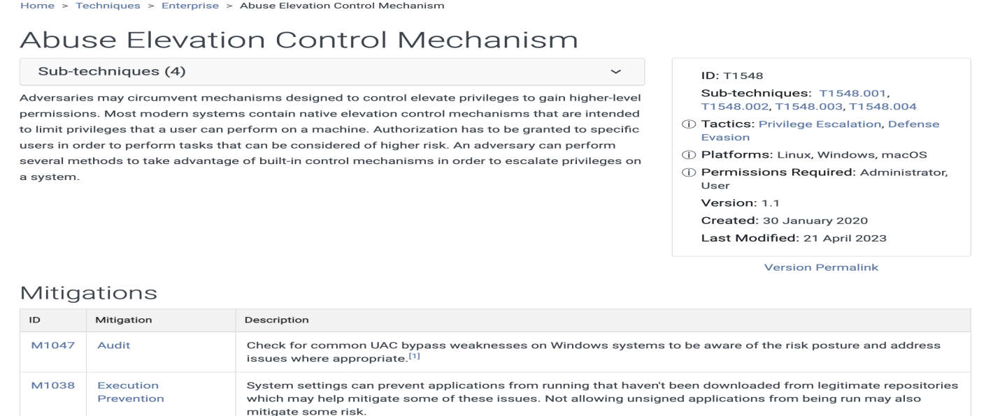 Home > Techniques > Enterprise > Abuse Elevation Control Mechanism
Abuse Elevation Control Mechanism
Sub-techniques (4)
Adversaries may circumvent mechanisms designed to control elevate privileges to gain higher-level
permissions. Most modern systems contain native elevation control mechanisms that are intended
to limit privileges that a user can perform on a machine. Authorization has to be granted to specific
users in order to perform tasks that can be considered of higher risk. An adversary can perform
several methods to take advantage of built-in control mechanisms in order to escalate privileges on
a system.
ID: T1548
Sub-techniques: T1548.001,
T1548.002, T1548.003, T1548.004
Tactics: Privilege Escalation, Defense
Evasion
Platforms: Linux, Windows, macOS
Permissions Required: Administrator,
User
Version: 1.1
Created: 30 January 2020
Last Modified: 21 April 2023
Version Permalink
Mitigations
ID Mitigation Description
M1047 Audit Check for common UAC bypass weaknesses on Windows systems to be aware of the risk posture and address
issues where appropriate.[1]
M1038 Execution System settings can prevent applications from running that haven't been downloaded from legitimate repositories
Prevention which may help mitigate some of these issues. Not allowing unsigned applications from being run may also
mitigate some risk.